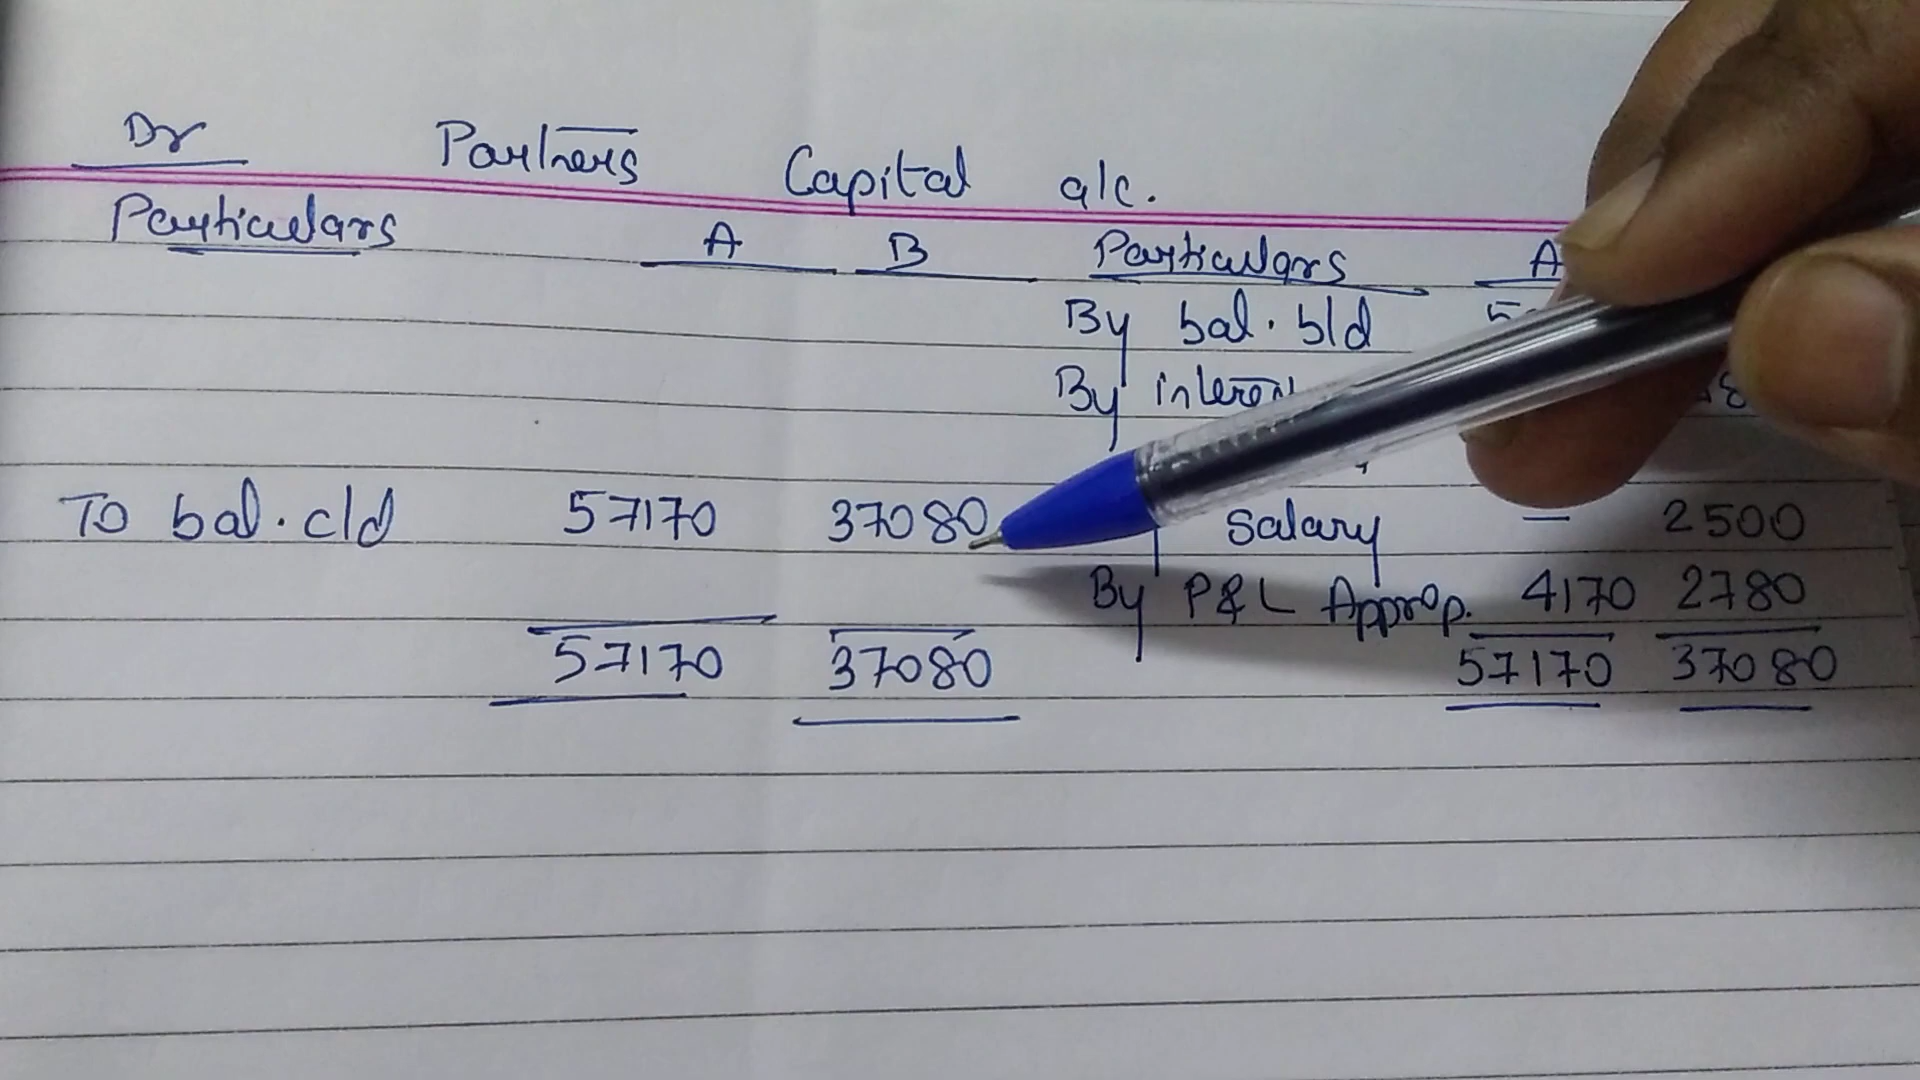 Dr Partners Capital a/c.
Particulars A B Particulars A
By bal. b/d
By
To bal. c/d 57170 37080 Salary — 2500
By P&L Approp. 4170 2780
57170 37080 57170 37080